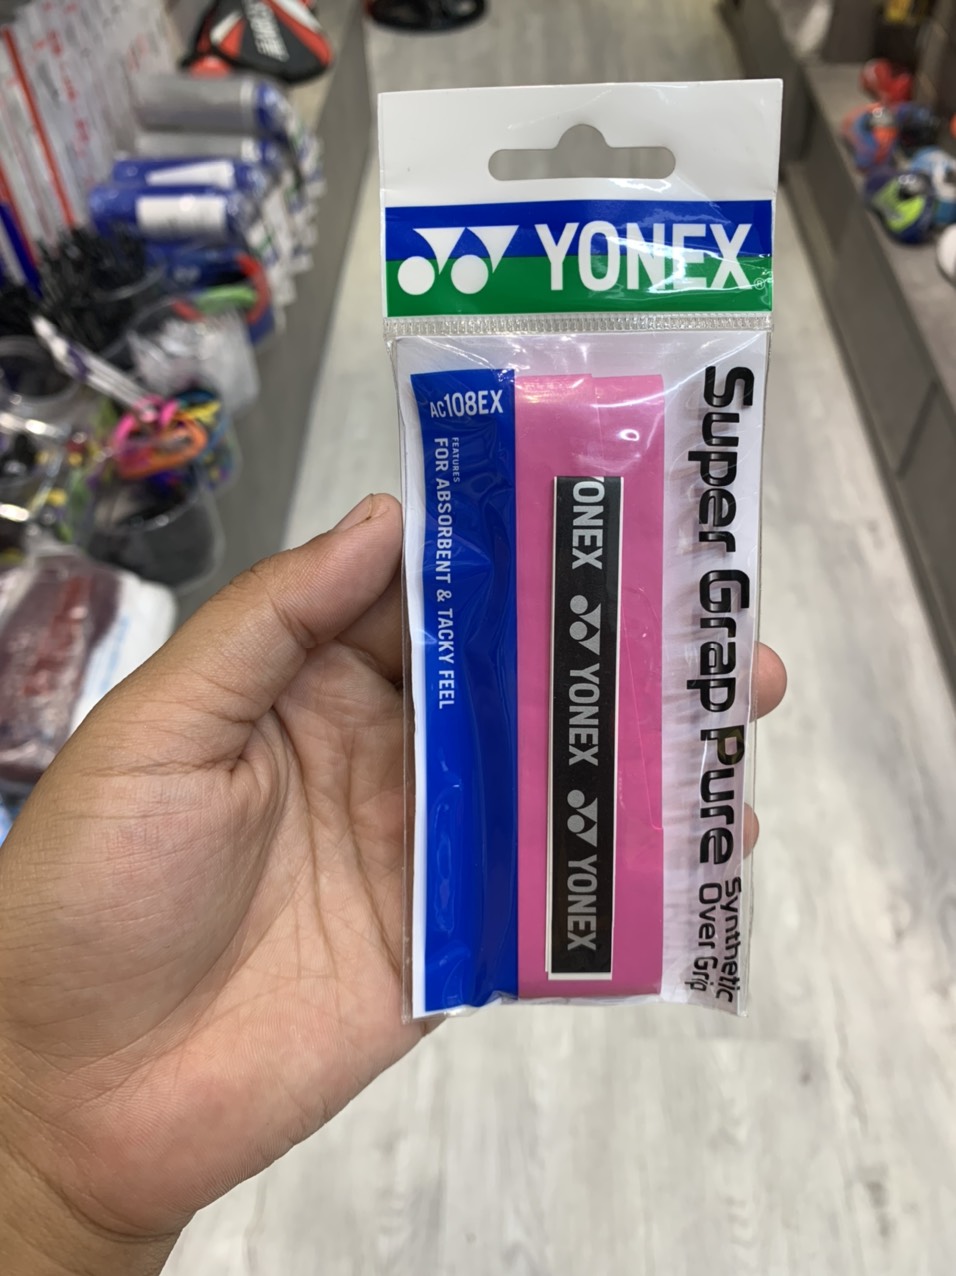 YONEX®
AC108EX
FEATURES
FOR ABSORBENT & TACKY FEEL
YONEX
YONEX
YONEX
Super Grap Pure
Synthetic
Over Grip